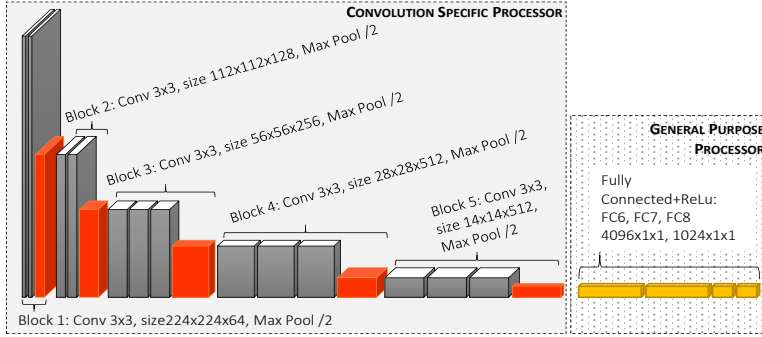 CONVOLUTION SPECIFIC PROCESSOR
Block 2: Conv 3x3, size 112x112x128, Max Pool /2
Block 3: Conv 3x3, size 56x56x256, Max Pool /2
Block 4: Conv 3x3, size 28x28x512, Max Pool /2
Block 5: Conv 3x3,
size 14x14x512,
Max Pool /2
Block 1: Conv 3x3, size224x224x64, Max Pool /2
GENERAL PURPOSE
PROCESSOR
Fully
Connected+ReLu:
FC6, FC7, FC8
4096x1x1, 1024x1x1